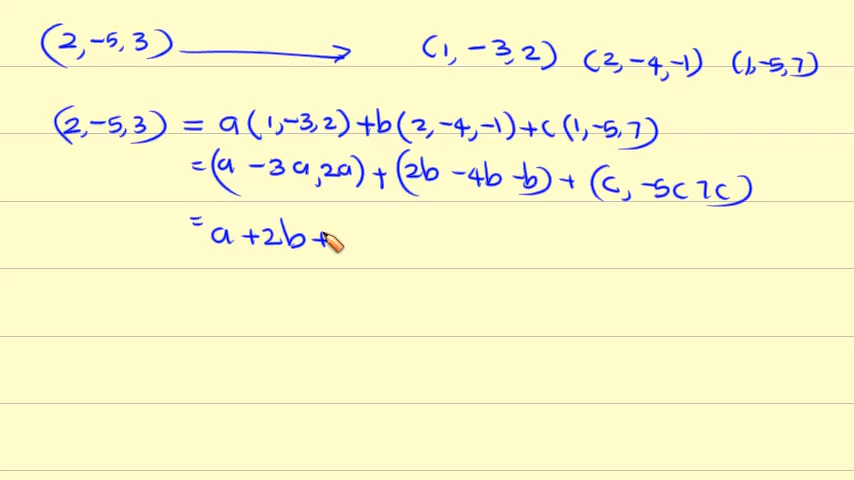 (2,-5,3) ⟶ (1,-3,2) (2,-4,-1) (1,-5,7)
(2,-5,3) = a(1,-3,2)+b(2,-4,-1)+c(1,-5,7)
=(a -3a,2a)+(2b -4b -b)+(c, -5c 7c)
= a+2b+